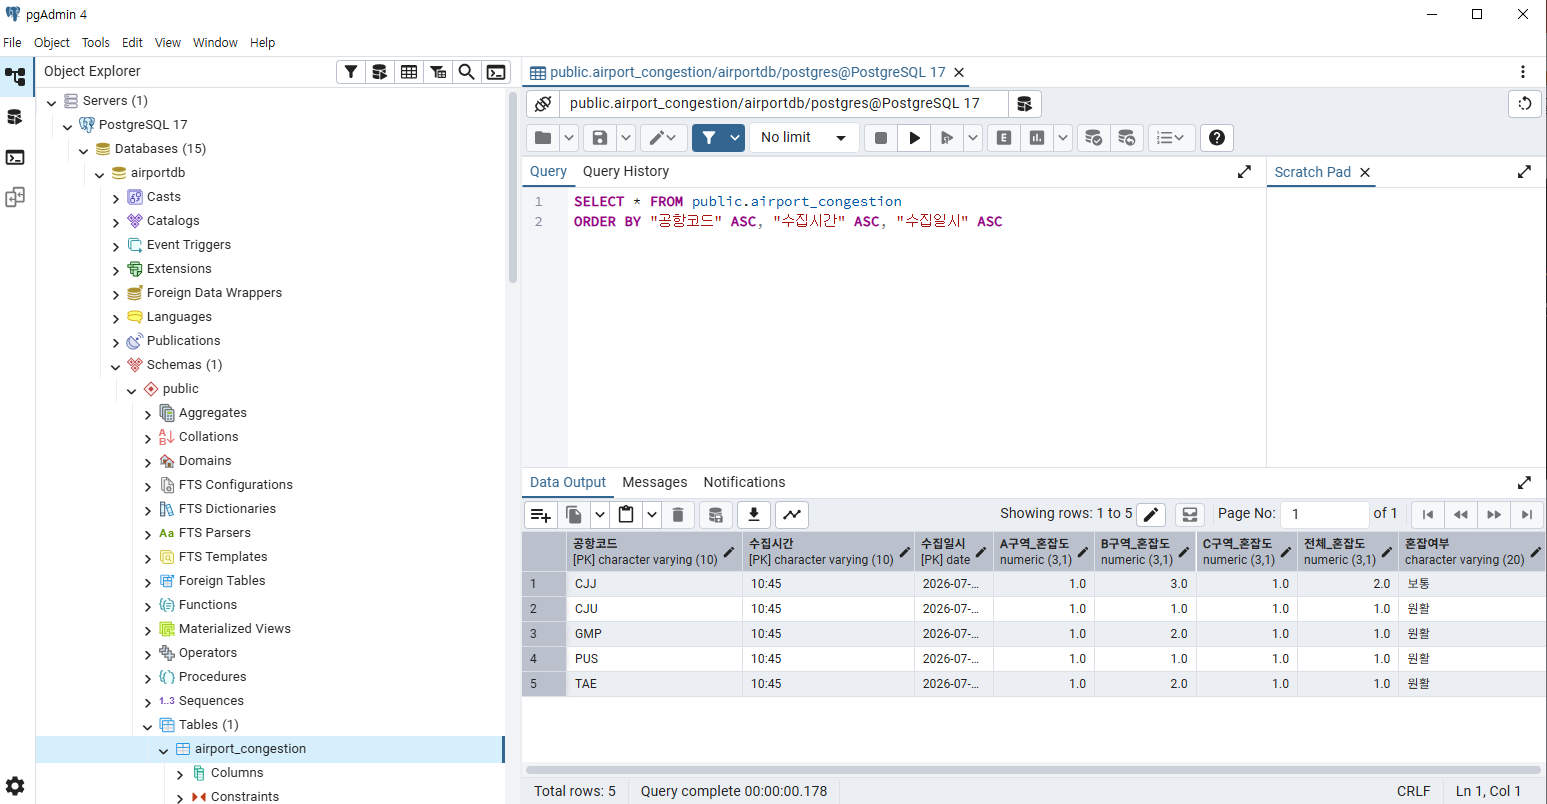 pgAdmin 4
File Object Tools Edit View Window Help
Object Explorer
Servers (1)
PostgreSQL 17
Databases (15)
airportdb
Casts
Catalogs
Event Triggers
Extensions
Foreign Data Wrappers
Languages
Publications
Schemas (1)
public
Aggregates
Collations
Domains
FTS Configurations
FTS Dictionaries
FTS Parsers
FTS Templates
Foreign Tables
Functions
Materialized Views
Operators
Procedures
1..3 Sequences
Tables (1)
airport_congestion
Columns
Constraints
public.airport_congestion/airportdb/postgres@PostgreSQL 17
public.airport_congestion/airportdb/postgres@PostgreSQL 17
No limit
Query Query History
Scratch Pad
1 SELECT * FROM public.airport_congestion
2 ORDER BY "공항코드" ASC, "수집시간" ASC, "수집일시" ASC
Data Output Messages Notifications
Showing rows: 1 to 5 Page No: 1 of 1
공항코드 수집시간 수집일시 A구역_혼잡도 B구역_혼잡도 C구역_혼잡도 전체_혼잡도 혼잡여부
[PK] character varying (10) [PK] character varying (10) [PK] date numeric (3,1) numeric (3,1) numeric (3,1) numeric (3,1) character varying (20)
1 CJJ 10:45 2026-07-... 1.0 3.0 1.0 2.0 보통
2 CJU 10:45 2026-07-... 1.0 1.0 1.0 1.0 원활
3 GMP 10:45 2026-07-... 1.0 2.0 1.0 1.0 원활
4 PUS 10:45 2026-07-... 1.0 1.0 1.0 1.0 원활
5 TAE 10:45 2026-07-... 1.0 2.0 1.0 1.0 원활
Total rows: 5 Query complete 00:00:00.178 CRLF Ln 1, Col 1